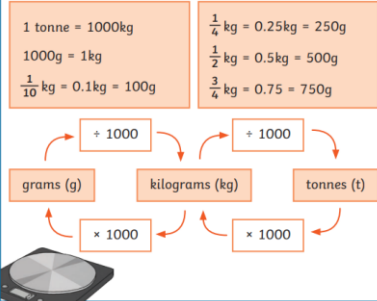 1 tonne = 1000kg
1000g = 1kg
1/10 kg = 0.1kg = 100g
1/4 kg = 0.25kg = 250g
1/2 kg = 0.5kg = 500g
3/4 kg = 0.75 = 750g
÷ 1000
÷ 1000
grams (g)
kilograms (kg)
tonnes (t)
× 1000
× 1000